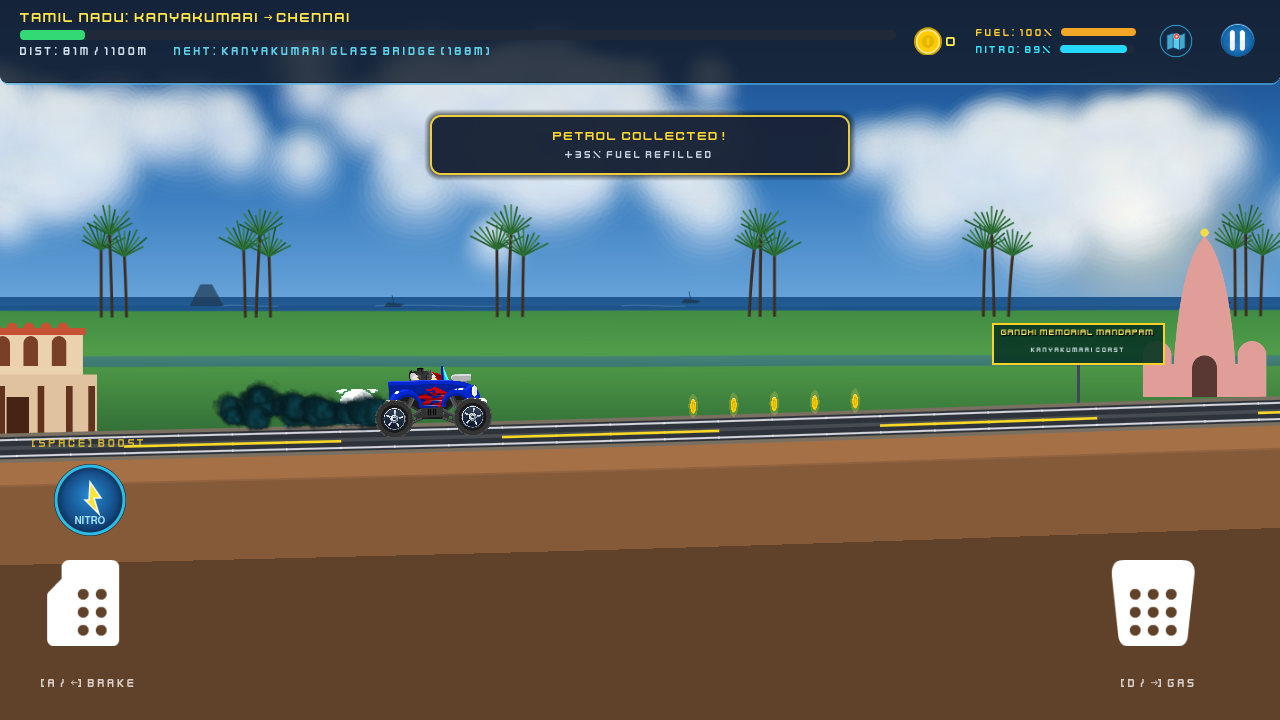 TAMIL NADU: KANYAKUMARI → CHENNAI
DIST: 81M / 1100M
NEXT: KANYAKUMARI GLASS BRIDGE (188M)
0
FUEL: 100%
NITRO: 89%
PETROL COLLECTED!
+35% FUEL REFILLED
GANDHI MEMORIAL MANDAPAM
KANYAKUMARI COAST
[SPACE] BOOST
NITRO
[A / ←] BRAKE
[D / →] GAS